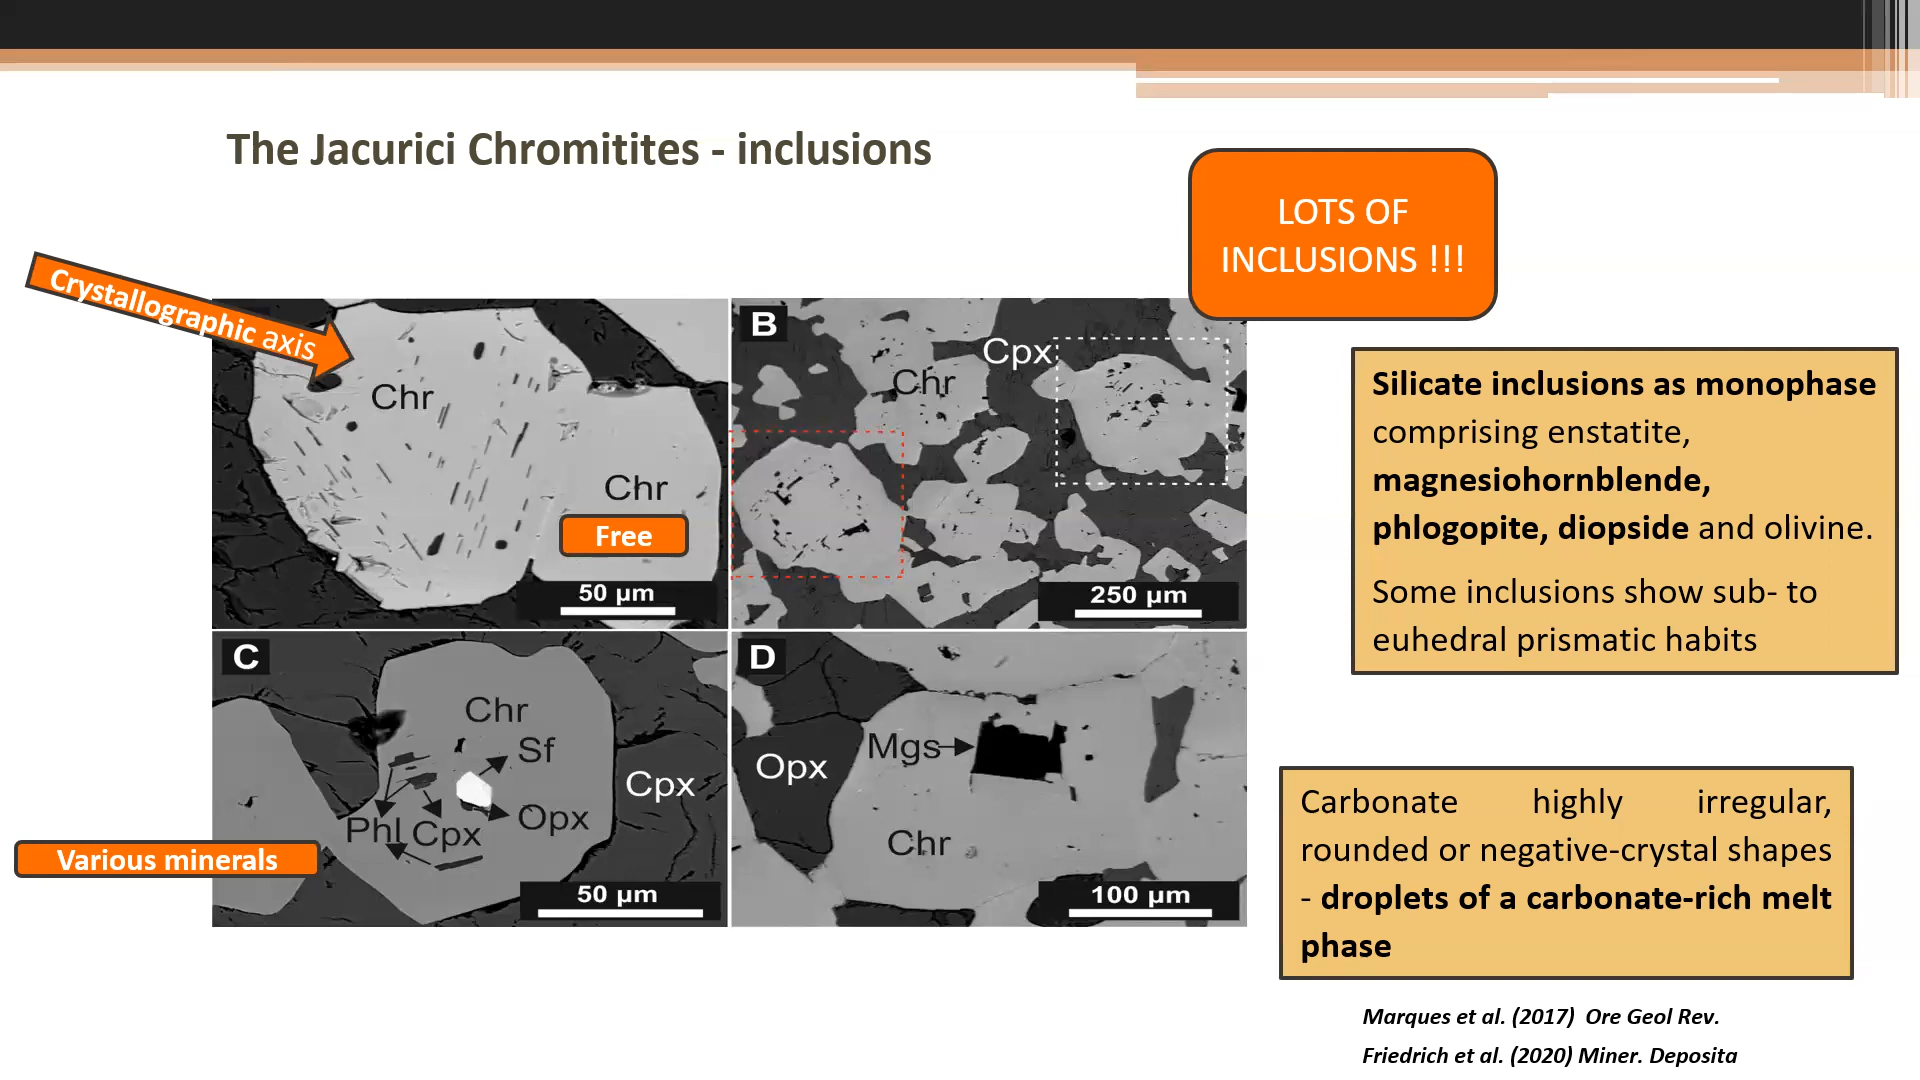 The Jacurici Chromitites - inclusions
LOTS OF
INCLUSIONS !!!
Crystallographic axis
Chr
Chr
Free
50 µm
B
Cpx
Chr
250 µm
C
Chr
Sf
Opx
Phl
Cpx
Cpx
50 µm
Various minerals
D
Mgs
Opx
Chr
100 µm
Silicate inclusions as monophase
comprising enstatite,
magnesiohornblende,
phlogopite, diopside and olivine.
Some inclusions show sub- to
euhedral prismatic habits
Carbonate highly irregular,
rounded or negative-crystal shapes
- droplets of a carbonate-rich melt
phase
Marques et al. (2017) Ore Geol Rev.
Friedrich et al. (2020) Miner. Deposita